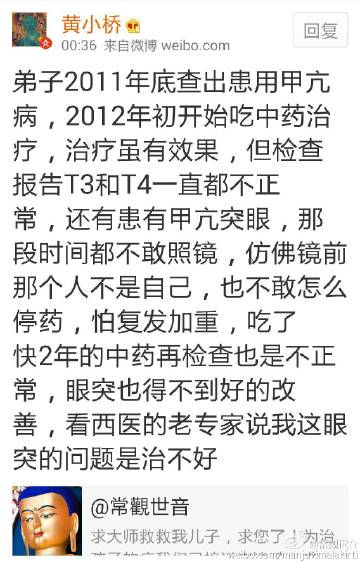 黄小桥
00:36 来自微博 weibo.com
回复
弟子2011年底查出患用甲亢
病，2012年初开始吃中药治
疗，治疗虽有效果，但检查
报告T3和T4一直都不正
常，还有患有甲亢突眼，那
段时间都不敢照镜，仿佛镜前
那个人不是自己，也不敢怎么
停药，怕复发加重，吃了
快2年的中药再检查也是不正
常，眼突也得不到好的改
善，看西医的老专家说我这眼
突的问题是治不好
@常觀世音
求大师救救我儿子，求您了！为治